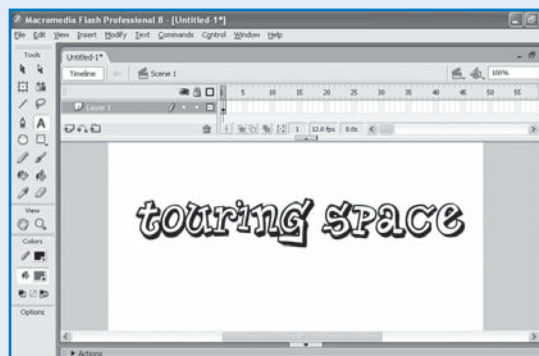 Macromedia Flash Professional 8 - [Untitled-1*]
File Edit View Insert Modify Text Commands Control Window Help
Tools
Untitled-1*
Timeline Scene 1 100%
1 5 10 15 20 25 30 35 40 45 50 55
Layer 1
1 12.0 fps 0.0s
A
touring space
View
Colors
Options
Actions